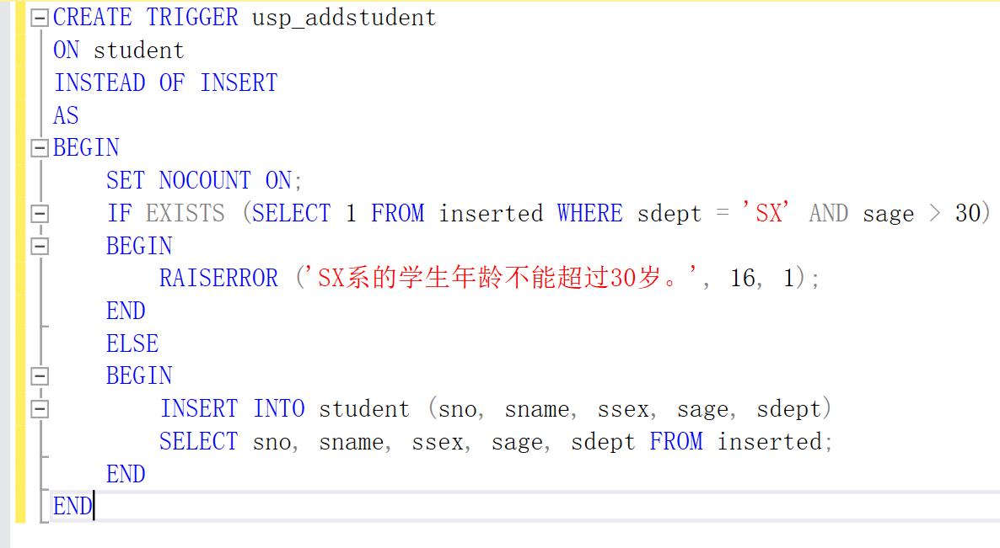 CREATE TRIGGER usp_addstudent
ON student
INSTEAD OF INSERT
AS
BEGIN
    SET NOCOUNT ON;
    IF EXISTS (SELECT 1 FROM inserted WHERE sdept = 'SX' AND sage > 30)
    BEGIN
        RAISERROR ('SX系的学生年龄不能超过30岁。', 16, 1);
    END
    ELSE
    BEGIN
        INSERT INTO student (sno, sname, ssex, sage, sdept)
        SELECT sno, sname, ssex, sage, sdept FROM inserted;
    END
END